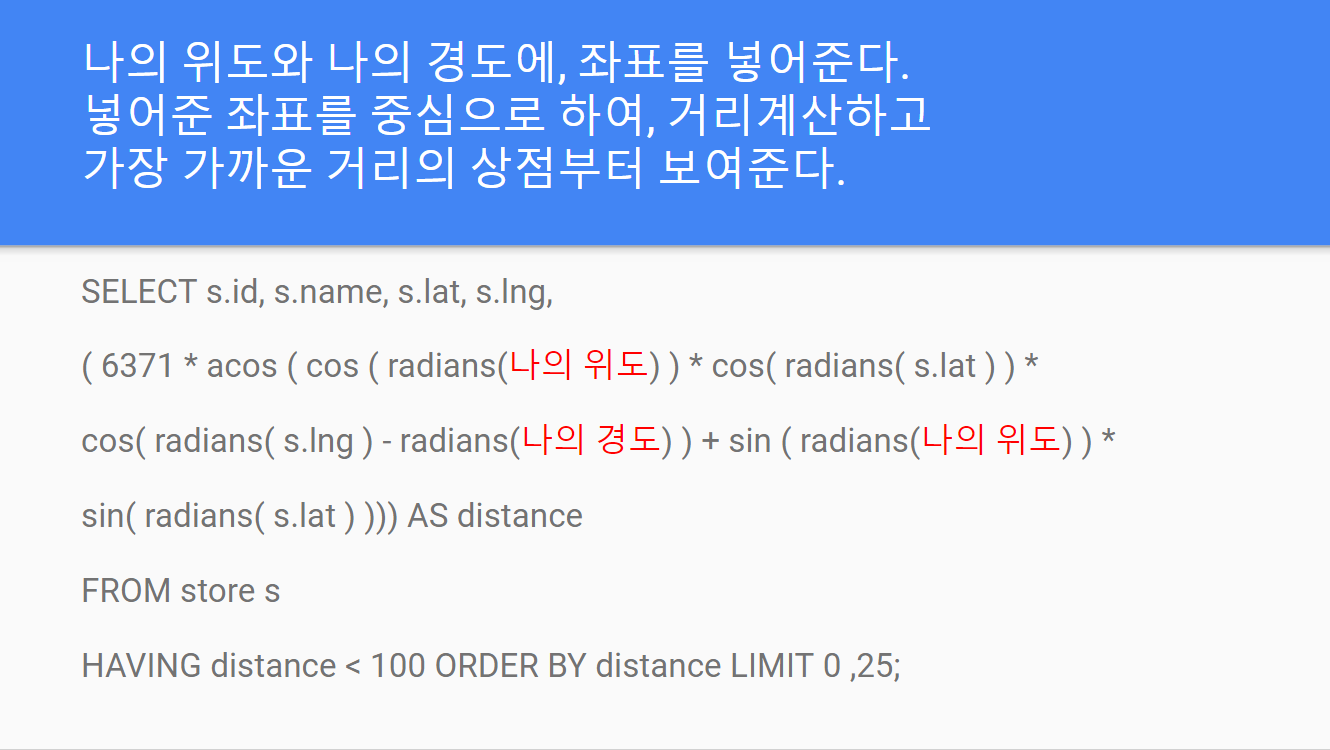 나의 위도와 나의 경도에, 좌표를 넣어준다.
넣어준 좌표를 중심으로 하여, 거리계산하고
가장 가까운 거리의 상점부터 보여준다.
SELECT s.id, s.name, s.lat, s.lng,
( 6371 * acos ( cos ( radians(나의 위도) ) * cos( radians( s.lat ) ) *
cos( radians( s.lng ) - radians(나의 경도) ) + sin ( radians(나의 위도) ) *
sin( radians( s.lat ) ))) AS distance
FROM store s
HAVING distance < 100 ORDER BY distance LIMIT 0 ,25;